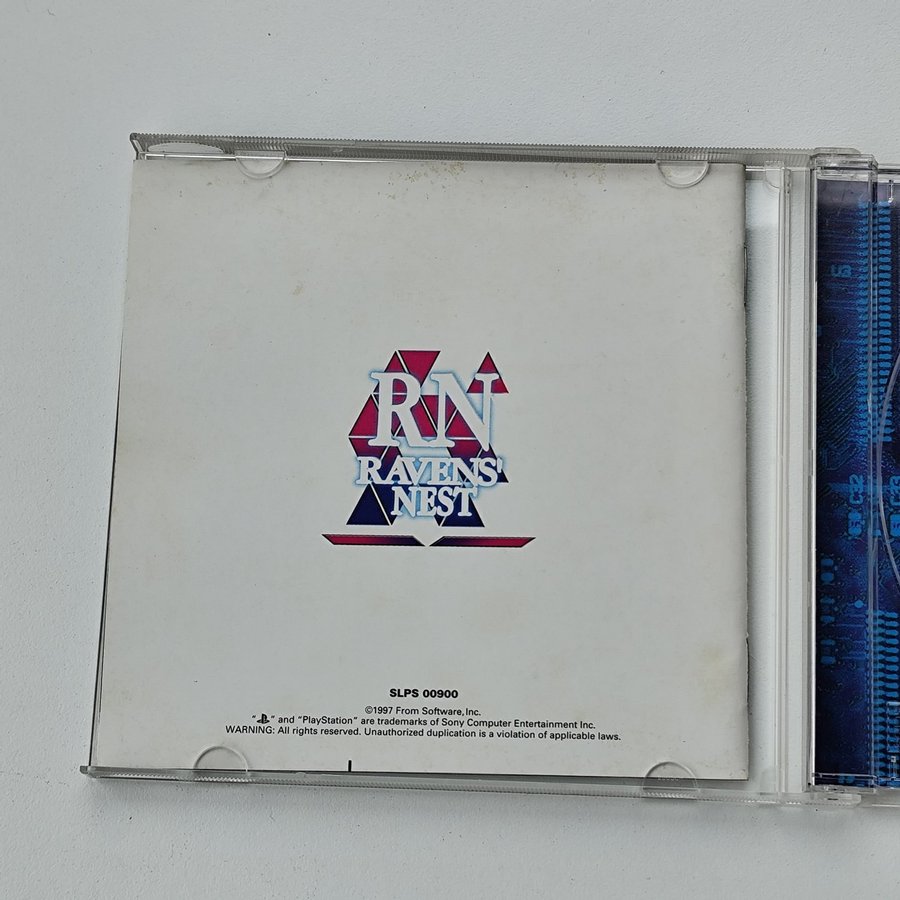 RN
RAVENS'
NEST
SLPS 00900
©1997 From Software, Inc.
" " and "PlayStation" are trademarks of Sony Computer Entertainment Inc.
WARNING: All rights reserved. Unauthorized duplication is a violation of applicable laws.